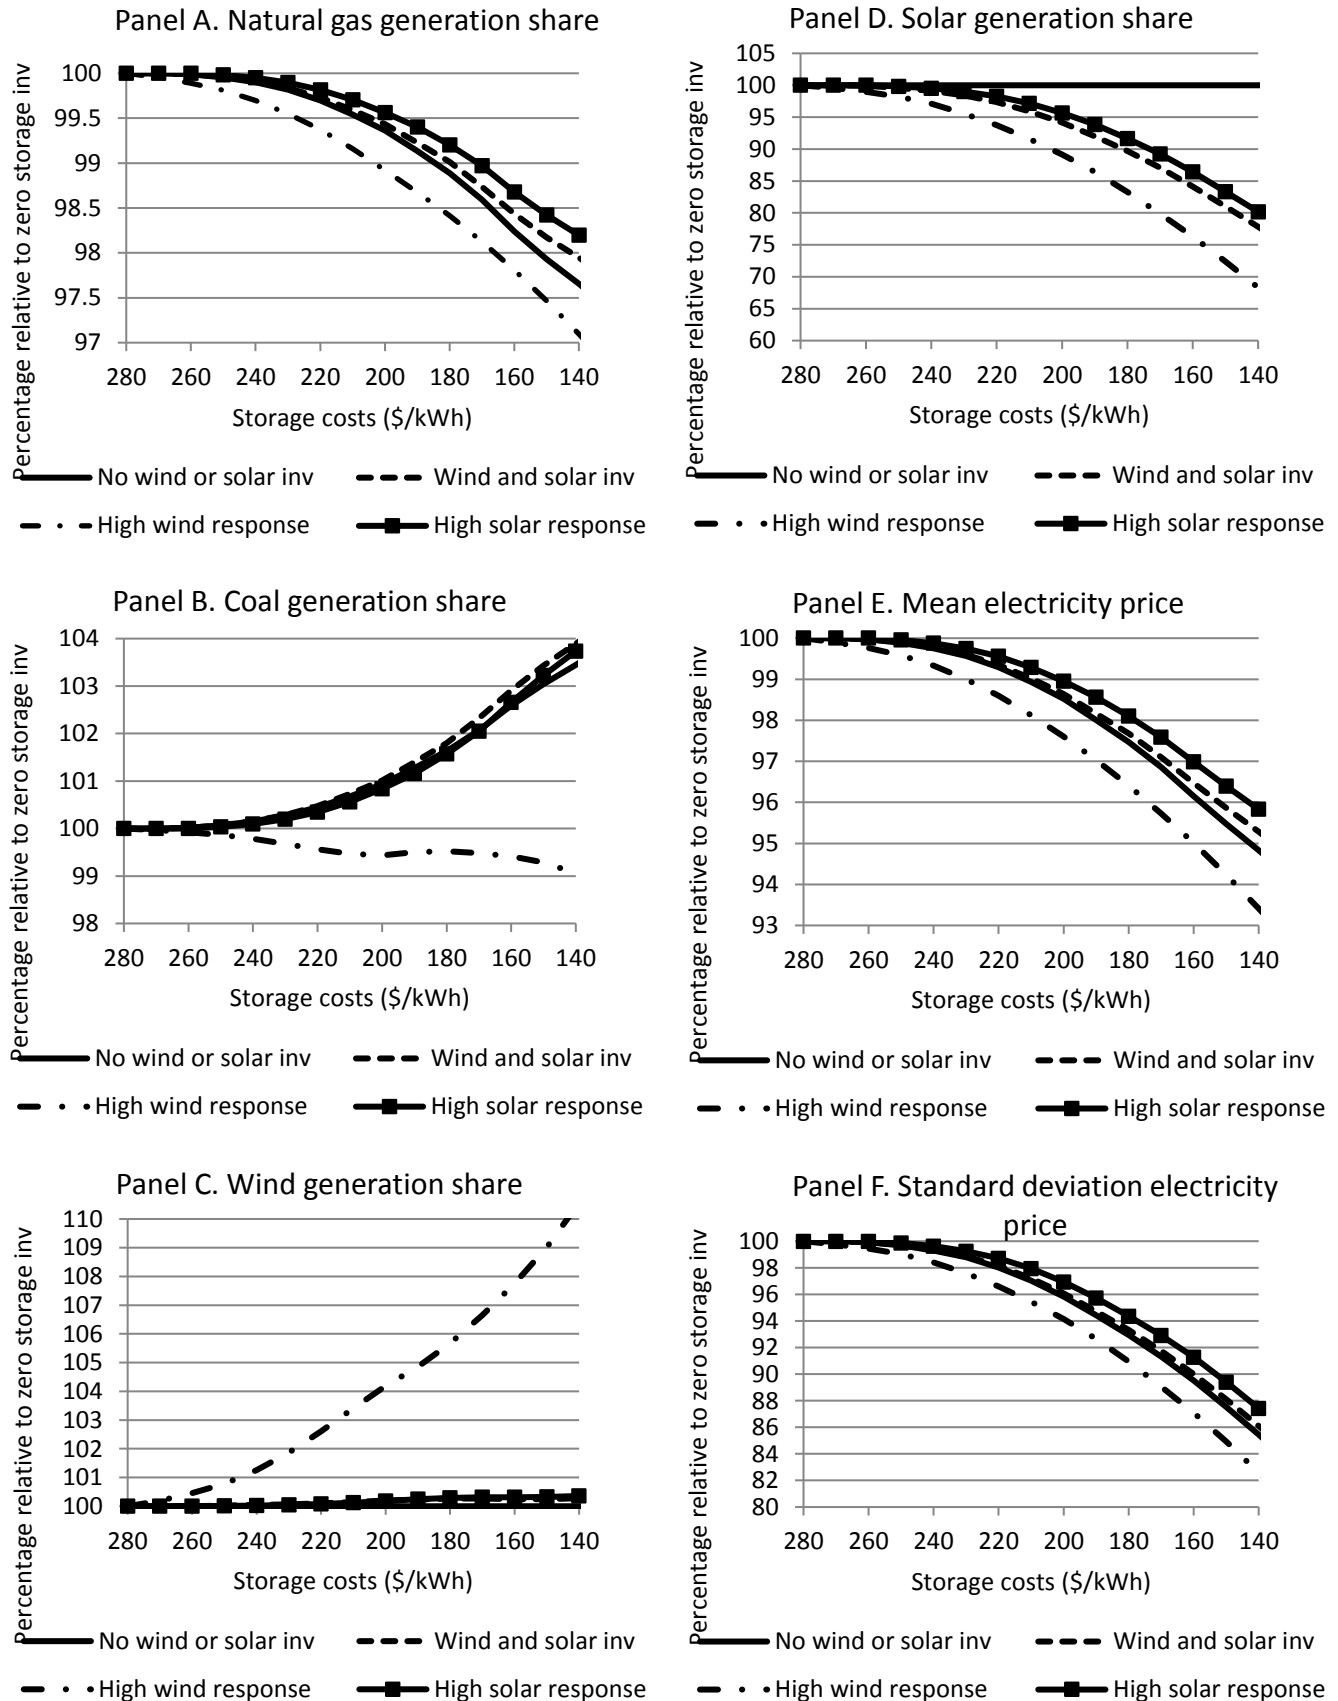 Panel A. Natural gas generation share
Percentage relative to zero storage inv
100
99.5
99
98.5
98
97.5
97
280 260 240 220 200 180 160 140
Storage costs ($/kWh)
No wind or solar inv Wind and solar inv
High wind response High solar response
Panel D. Solar generation share
Percentage relative to zero storage inv
105
100
95
90
85
80
75
70
65
60
280 260 240 220 200 180 160 140
Storage costs ($/kWh)
No wind or solar inv Wind and solar inv
High wind response High solar response
Panel B. Coal generation share
Percentage relative to zero storage inv
104
103
102
101
100
99
98
280 260 240 220 200 180 160 140
Storage costs ($/kWh)
No wind or solar inv Wind and solar inv
High wind response High solar response
Panel E. Mean electricity price
Percentage relative to zero storage inv
100
99
98
97
96
95
94
93
280 260 240 220 200 180 160 140
Storage costs ($/kWh)
No wind or solar inv Wind and solar inv
High wind response High solar response
Panel C. Wind generation share
Percentage relative to zero storage inv
110
109
108
107
106
105
104
103
102
101
100
280 260 240 220 200 180 160 140
Storage costs ($/kWh)
No wind or solar inv Wind and solar inv
High wind response High solar response
Panel F. Standard deviation electricity
price
Percentage relative to zero storage inv
100
98
96
94
92
90
88
86
84
82
80
280 260 240 220 200 180 160 140
Storage costs ($/kWh)
No wind or solar inv Wind and solar inv
High wind response High solar response